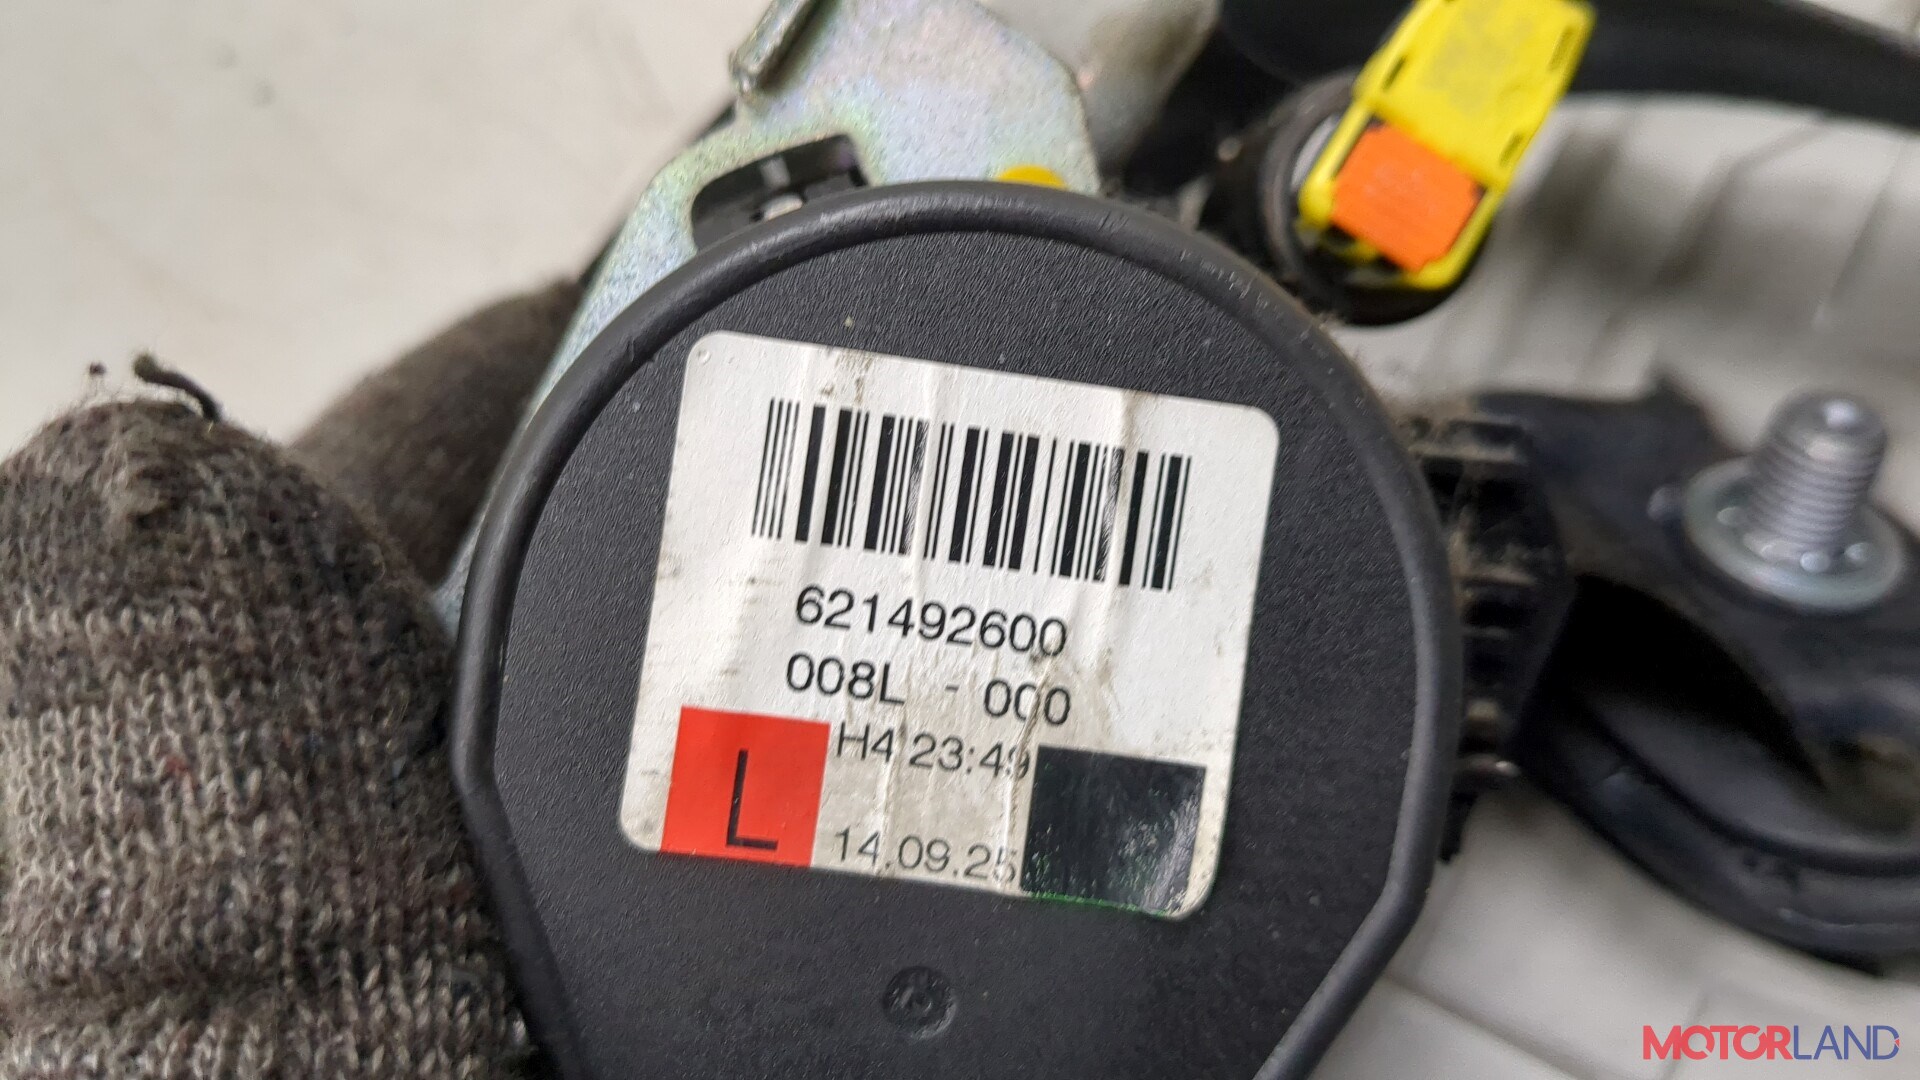 621492600
008L - 000
H4 23:49
L
14.09.25
MOTORLAND